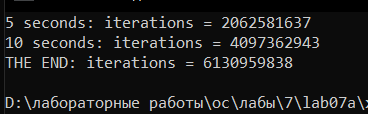 5 seconds: iterations = 2062581637
10 seconds: iterations = 4097362943
THE END: iterations = 6130959838
D:\лабораторные работы\ос\лабы\7\lab07a\